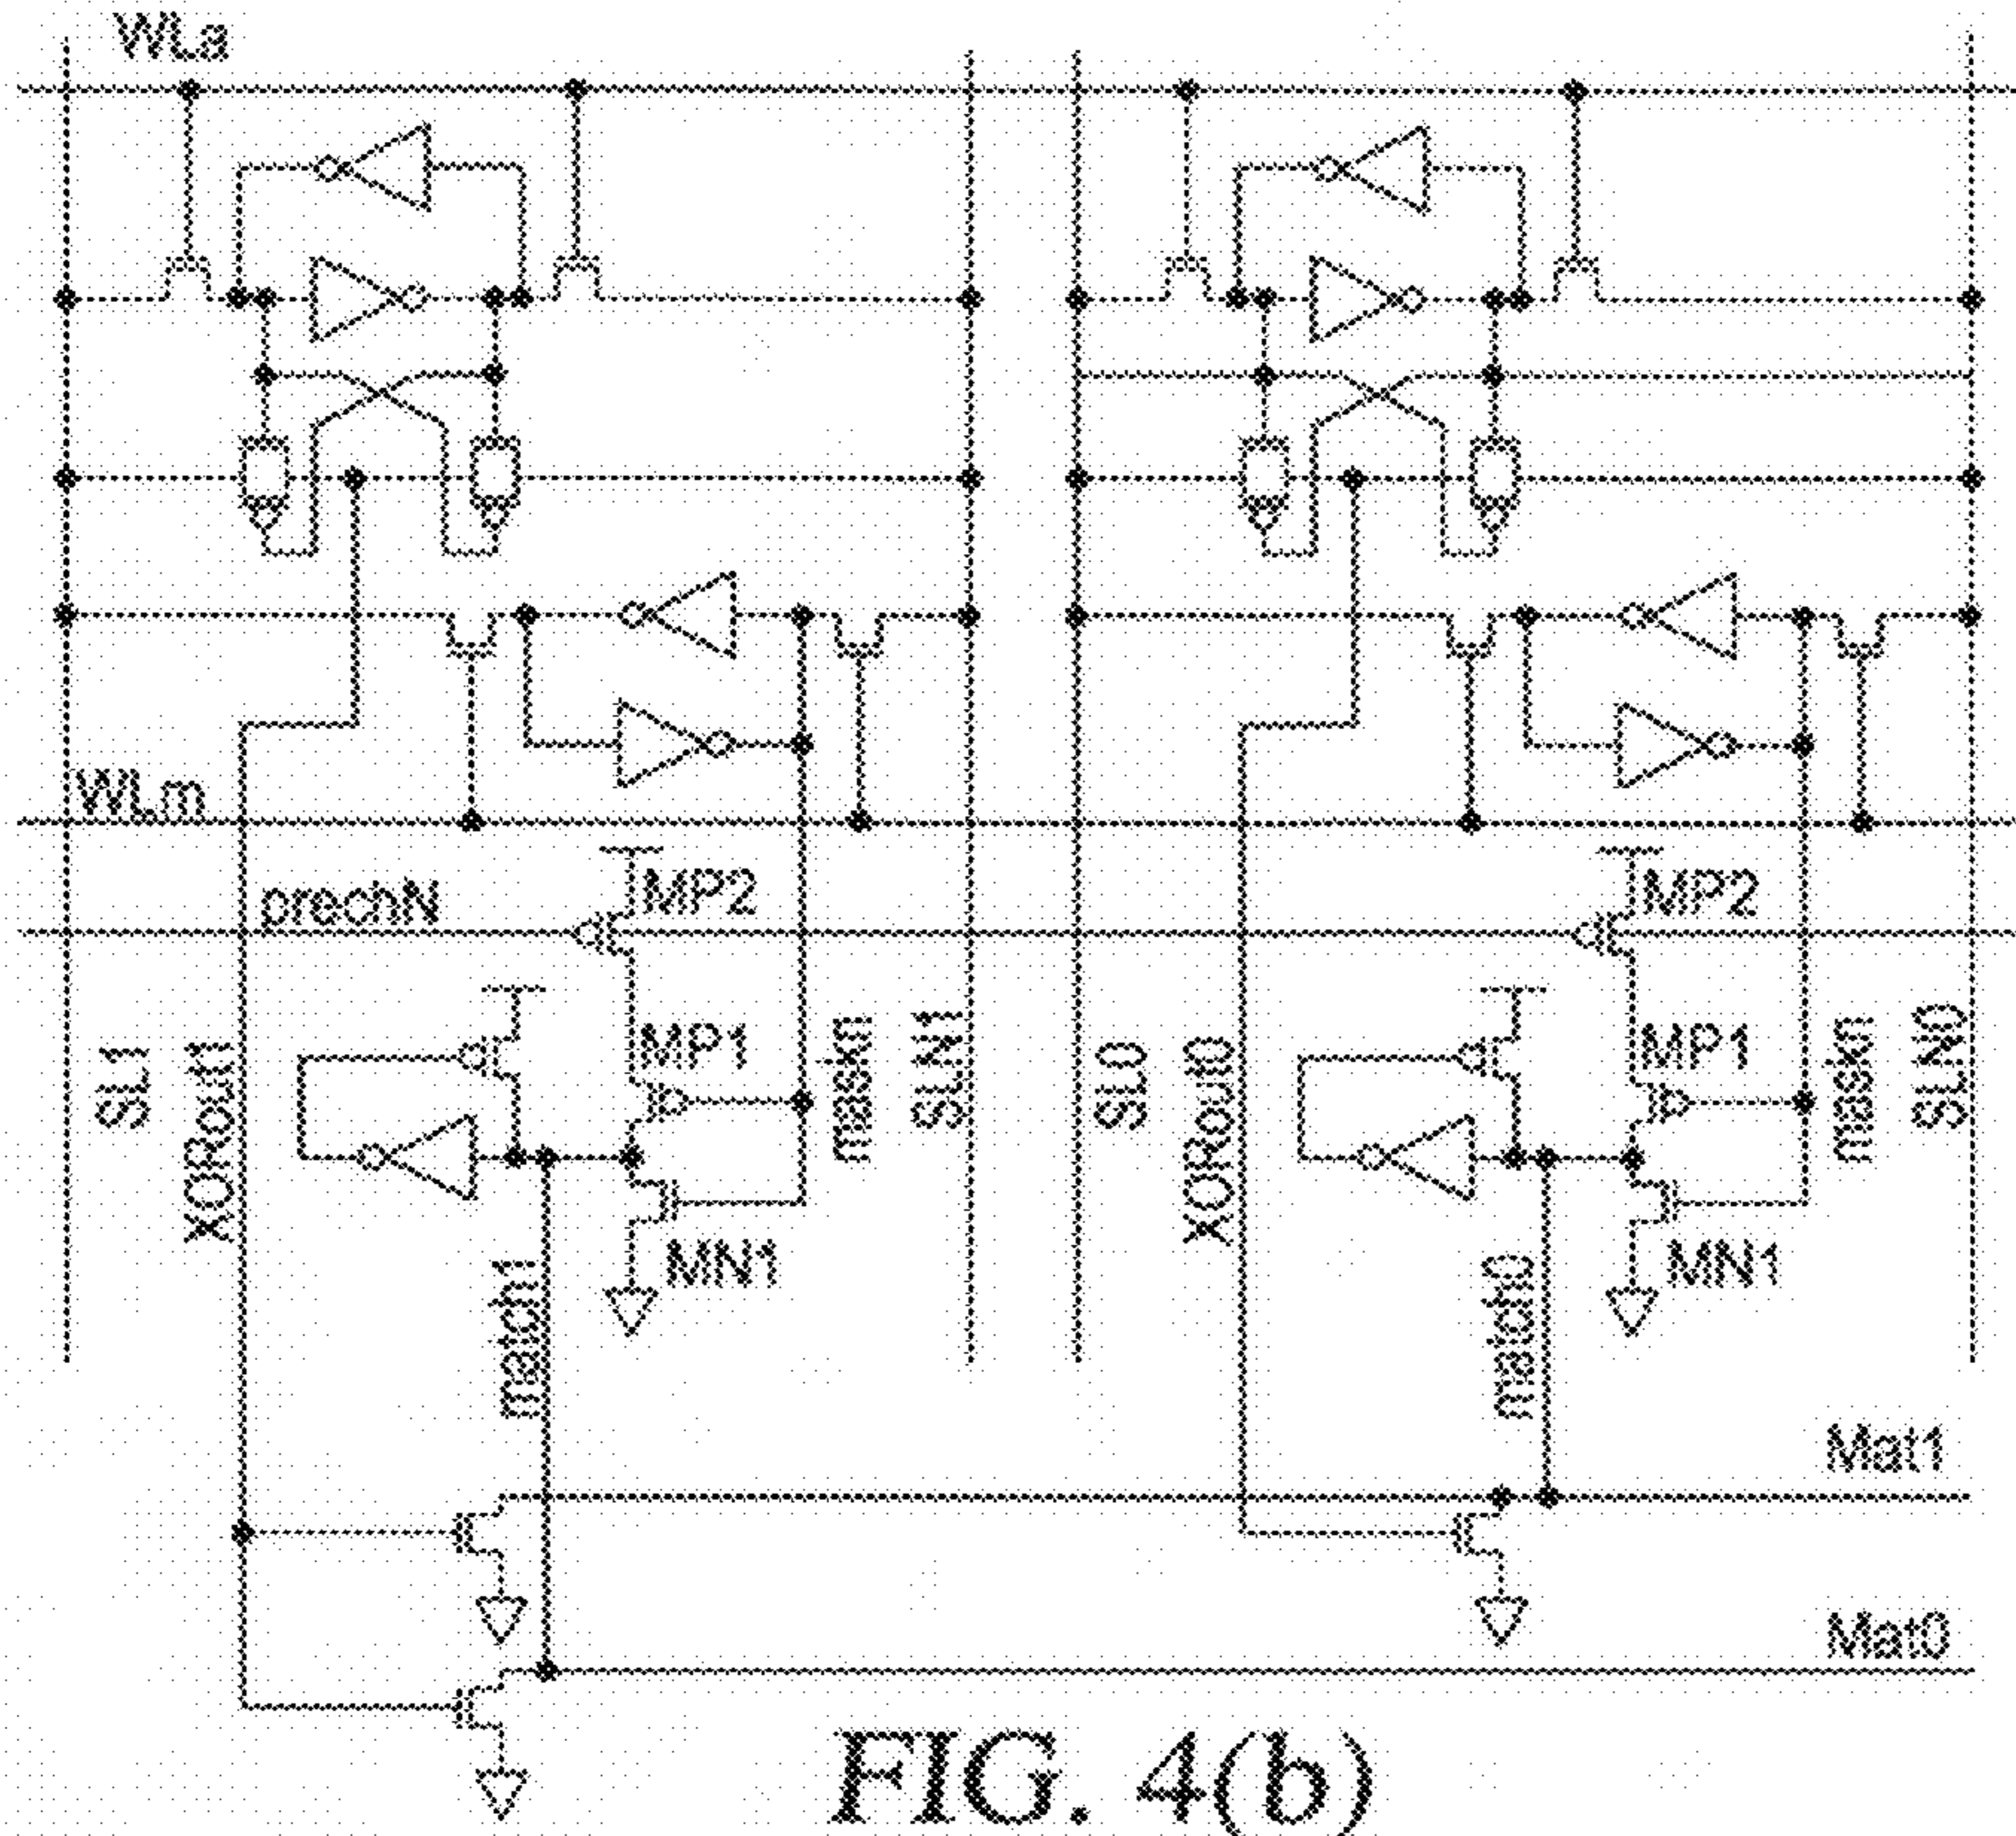 WLa
WLm
prechN
MP2
MP2
SL1
XORout1
MP1
maskn
SLN1
SL0
XORout0
MP1
maskn
SLN0
MN1
MN1
match1
match0
Mat1
Mat0
FIG. 4(b)